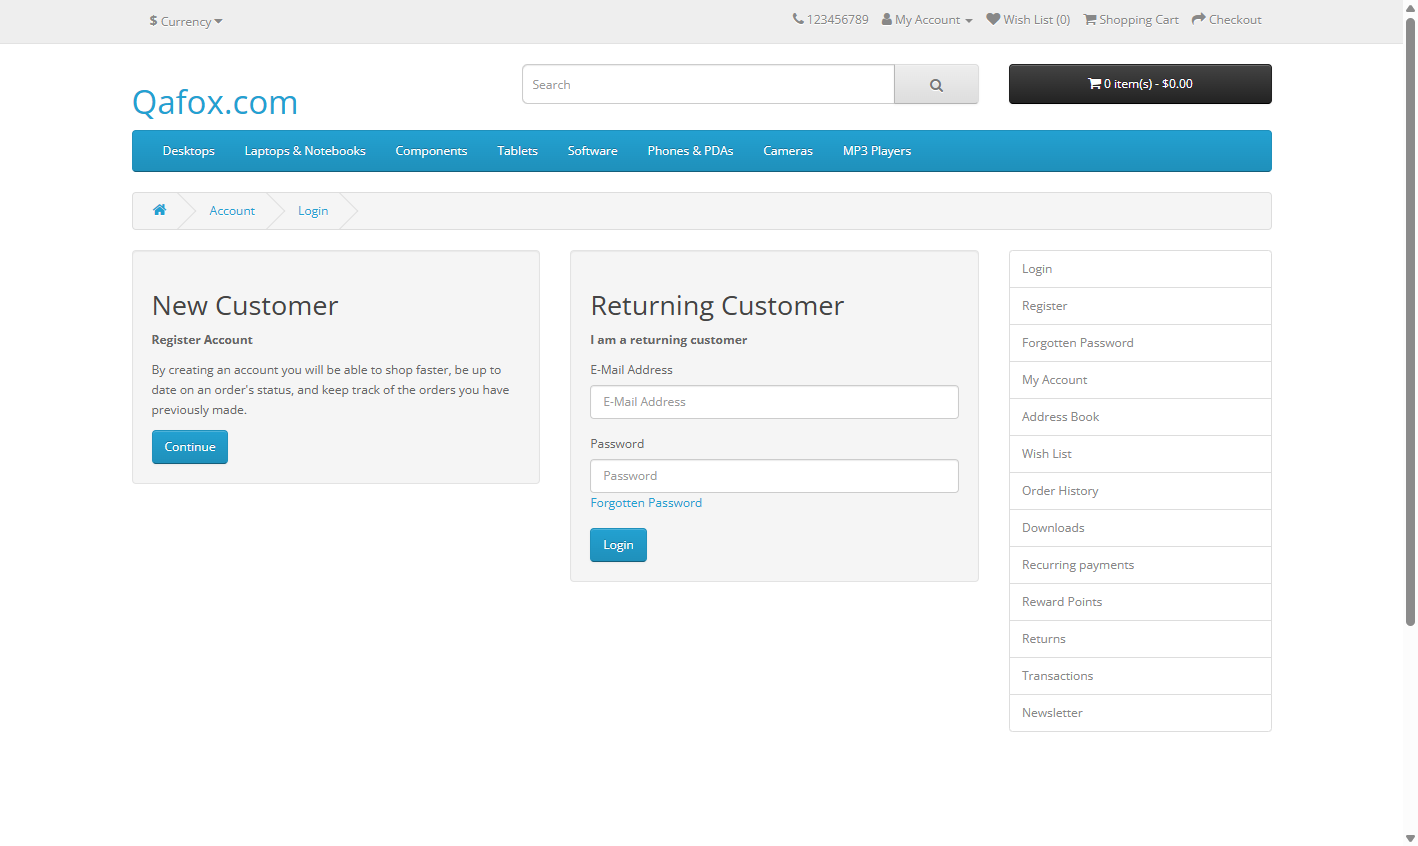 $ Currency
123456789 My Account Wish List (0) Shopping Cart Checkout
Qafox.com
Search
0 item(s) - $0.00
Desktops Laptops & Notebooks Components Tablets Software Phones & PDAs Cameras MP3 Players
Account Login
New Customer
Register Account
By creating an account you will be able to shop faster, be up to
date on an order's status, and keep track of the orders you have
previously made.
Continue
Returning Customer
I am a returning customer
E-Mail Address
E-Mail Address
Password
Password
Forgotten Password
Login
Login
Register
Forgotten Password
My Account
Address Book
Wish List
Order History
Downloads
Recurring payments
Reward Points
Returns
Transactions
Newsletter